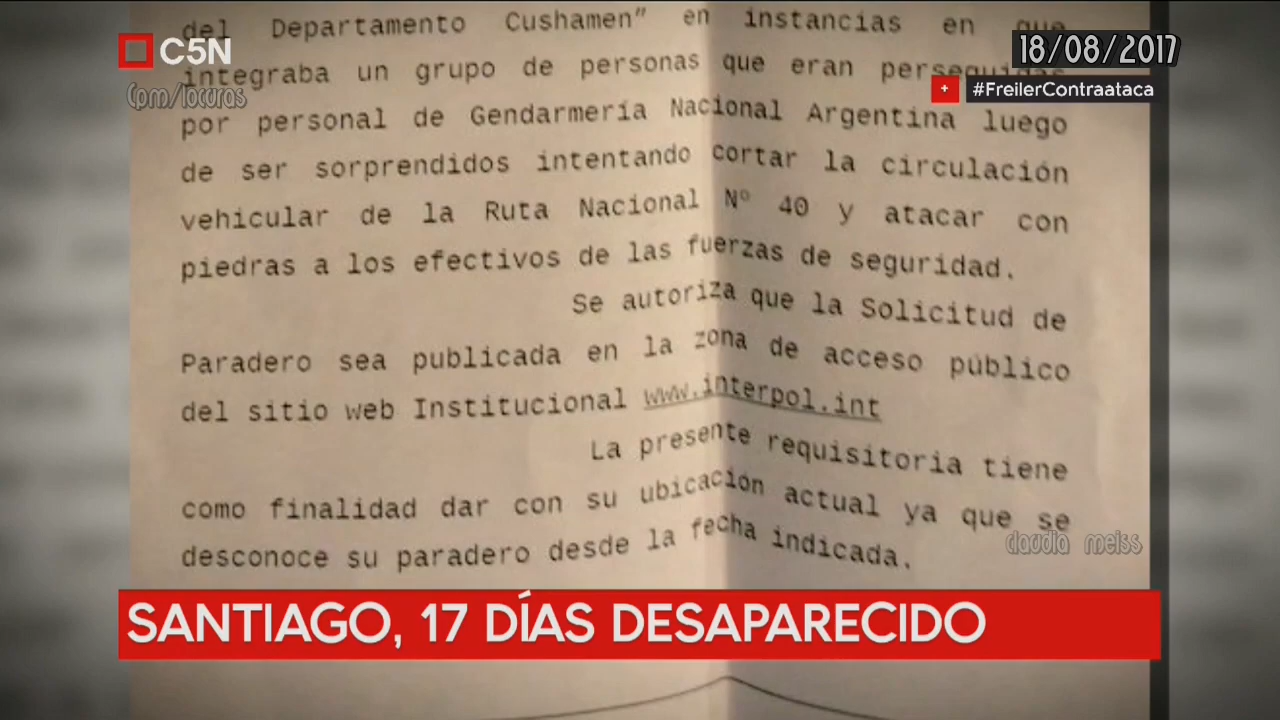 del Departamento Cushamen” en instancias en que
C5N
18/08/2017
integraba un grupo de personas que eran perseguidas
Cpm/locuras
#FreilerContraataca
por personal de Gendarmería Nacional Argentina luego
de ser sorprendidos intentando cortar la circulación
vehicular de la Ruta Nacional Nº 40 y atacar con
piedras a los efectivos de las fuerzas de seguridad.
Se autoriza que la Solicitud de
Paradero sea publicada en la zona de acceso público
del sitio web Institucional www.interpol.int
La presente requisitoria tiene
como finalidad dar con su ubicación actual ya que se
desconoce su paradero desde la fecha indicada.
claudia meiss
SANTIAGO, 17 DÍAS DESAPARECIDO